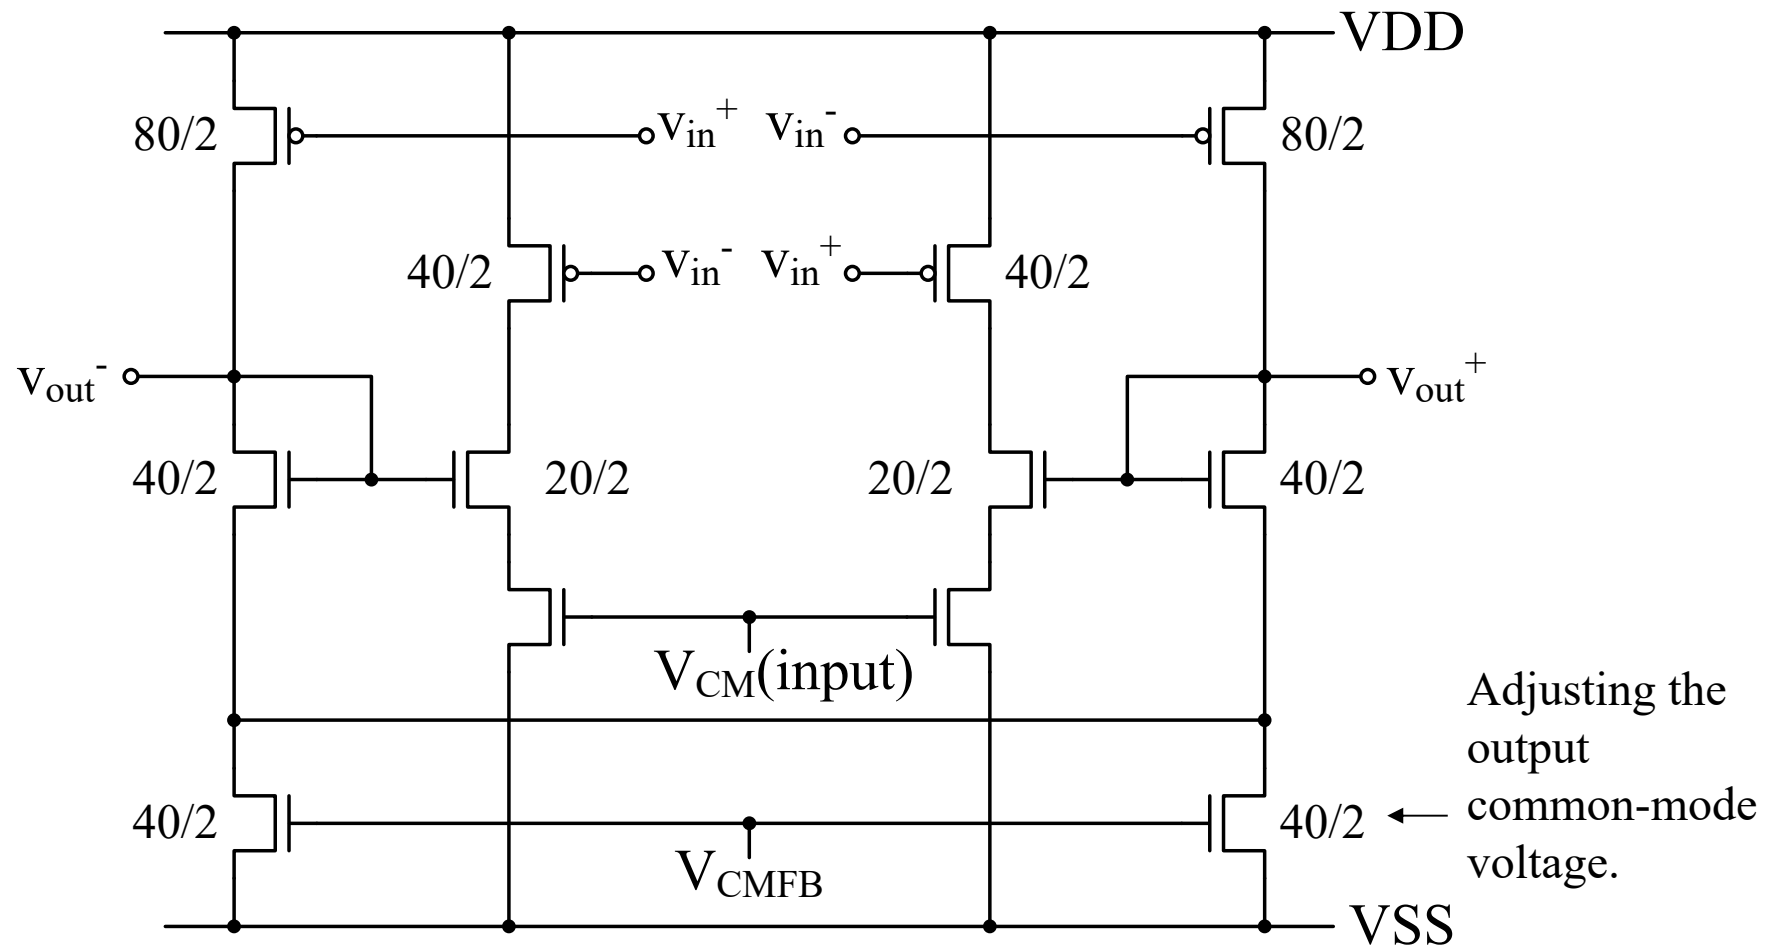 VDD
80/2
vin+
vin-
80/2
40/2
vin-
vin+
40/2
vout-
vout+
40/2
20/2
20/2
40/2
VCM(input)
40/2
VCMFB
40/2
Adjusting the
output
common-mode
voltage.
VSS